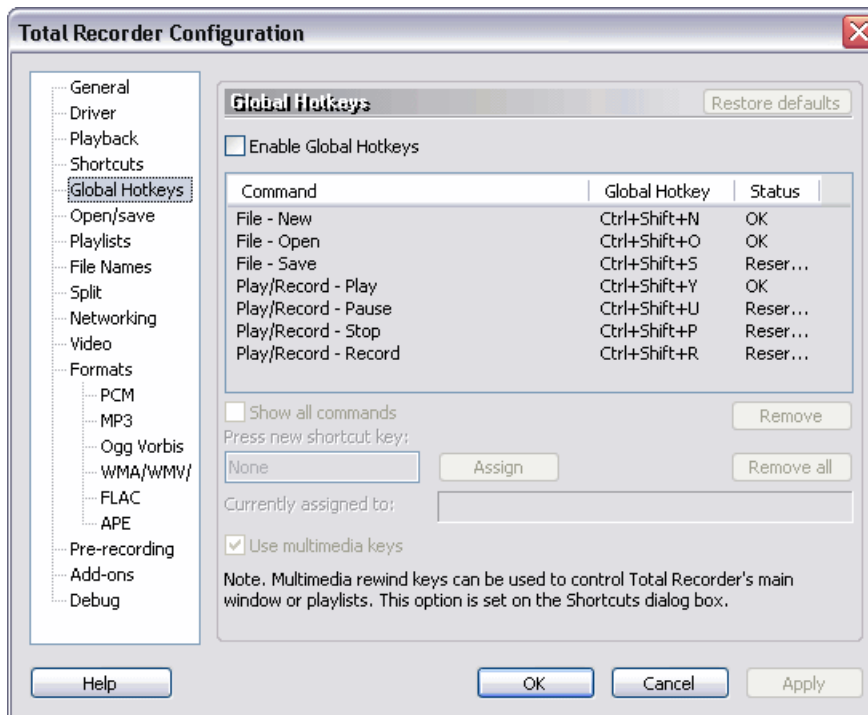 Total Recorder Configuration
General
Driver
Playback
Shortcuts
Global Hotkeys
Open/save
Playlists
File Names
Split
Networking
Video
Formats
PCM
MP3
Ogg Vorbis
WMA/WMV/
FLAC
APE
Pre-recording
Add-ons
Debug
Global Hotkeys
Restore defaults
Enable Global Hotkeys
Command Global Hotkey Status
File - New Ctrl+Shift+N OK
File - Open Ctrl+Shift+O OK
File - Save Ctrl+Shift+S Reser...
Play/Record - Play Ctrl+Shift+Y OK
Play/Record - Pause Ctrl+Shift+U Reser...
Play/Record - Stop Ctrl+Shift+P Reser...
Play/Record - Record Ctrl+Shift+R Reser...
Show all commands
Remove
Press new shortcut key:
None
Assign
Remove all
Currently assigned to:
Use multimedia keys
Note. Multimedia rewind keys can be used to control Total Recorder's main
window or playlists. This option is set on the Shortcuts dialog box.
Help
OK
Cancel
Apply